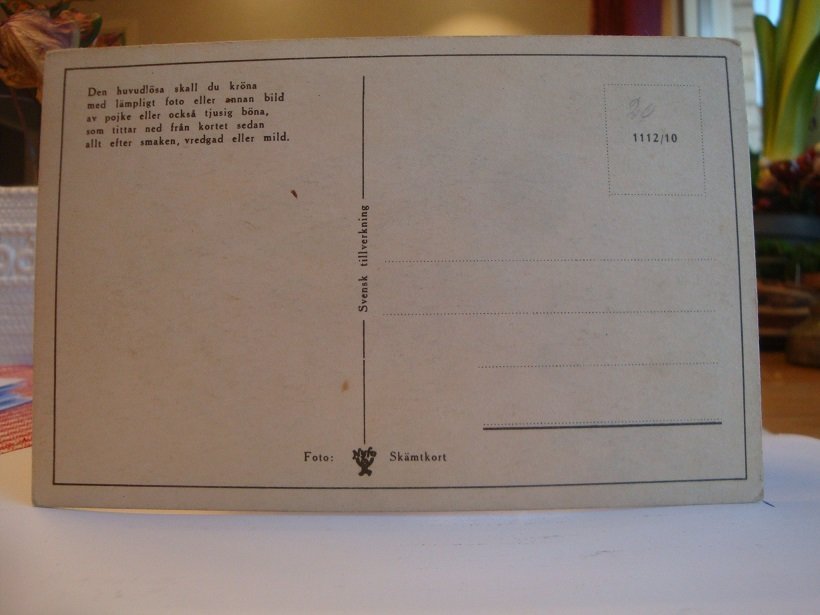 Den huvudlösa skall du kröna
med lämpligt foto eller annan bild
av pojke eller också tjusig böna,
som tittar ned från kortet sedan
allt efter smaken, vredgad eller mild.
Svensk tillverkning
1112/10
Foto:
Skämtkort